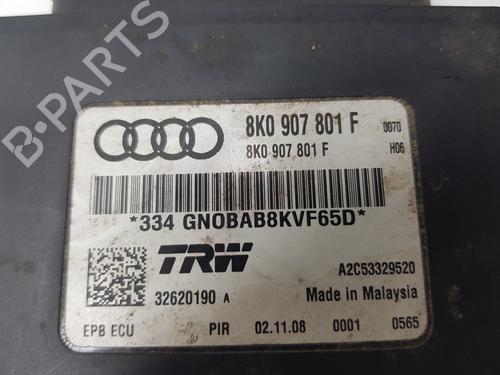 B-PARTS
8K0 907 801 F 0070
8K0 907 801 F H06
*334 GNOBAB8KVF65D*
TRW A2C53329520
32620190 A Made in Malaysia
EPB ECU PIR 02.11.08 0001 0565